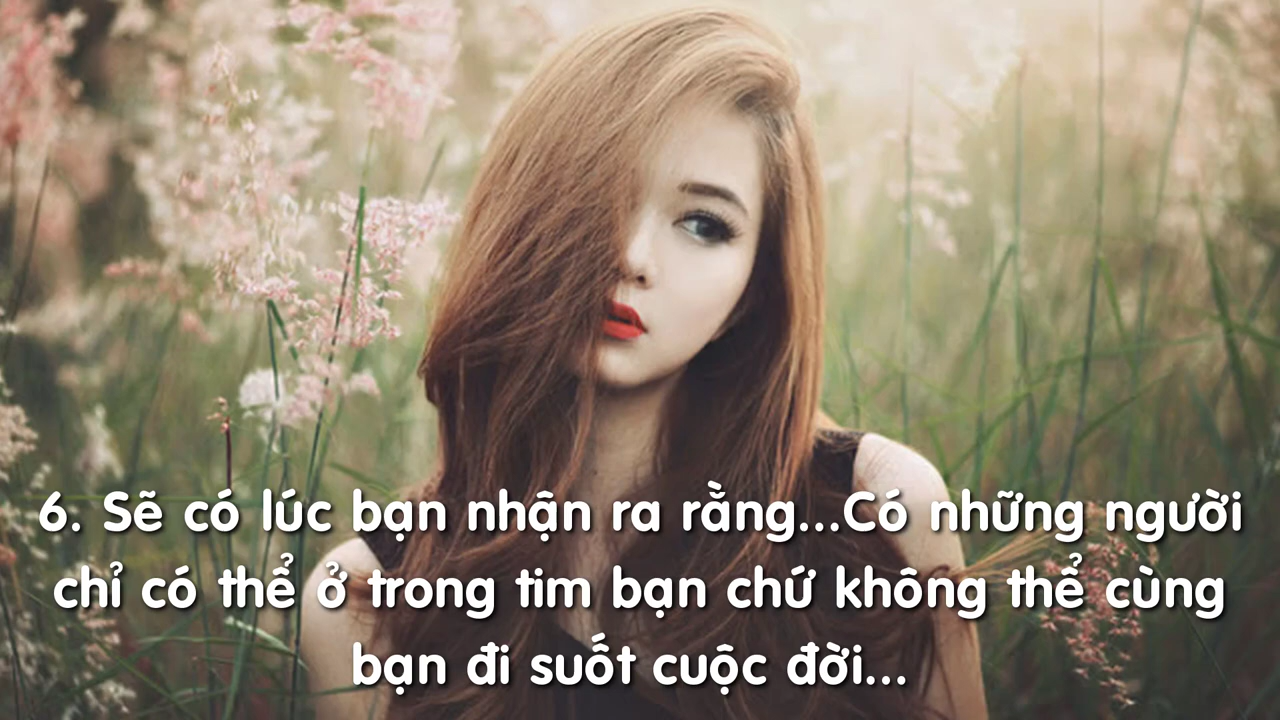 6. Sẽ có lúc bạn nhận ra rằng...Có những người
chỉ có thể ở trong tim bạn chứ không thể cùng
bạn đi suốt cuộc đời...